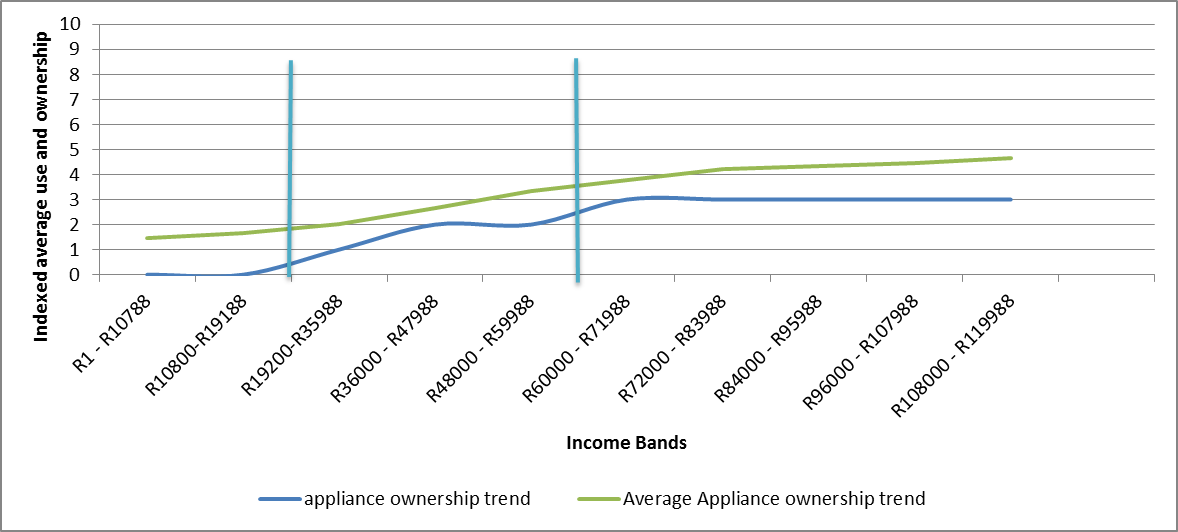 Indexed average use and ownership
10
9
8
7
6
5
4
3
2
1
0
R1 - R10788
R10800-R19188
R19200-R35988
R36000 - R47988
R48000 - R59988
R60000 - R71988
R72000 - R83988
R84000 - R95988
R96000 - R107988
R108000 - R119988
Income Bands
appliance ownership trend
Average Appliance ownership trend